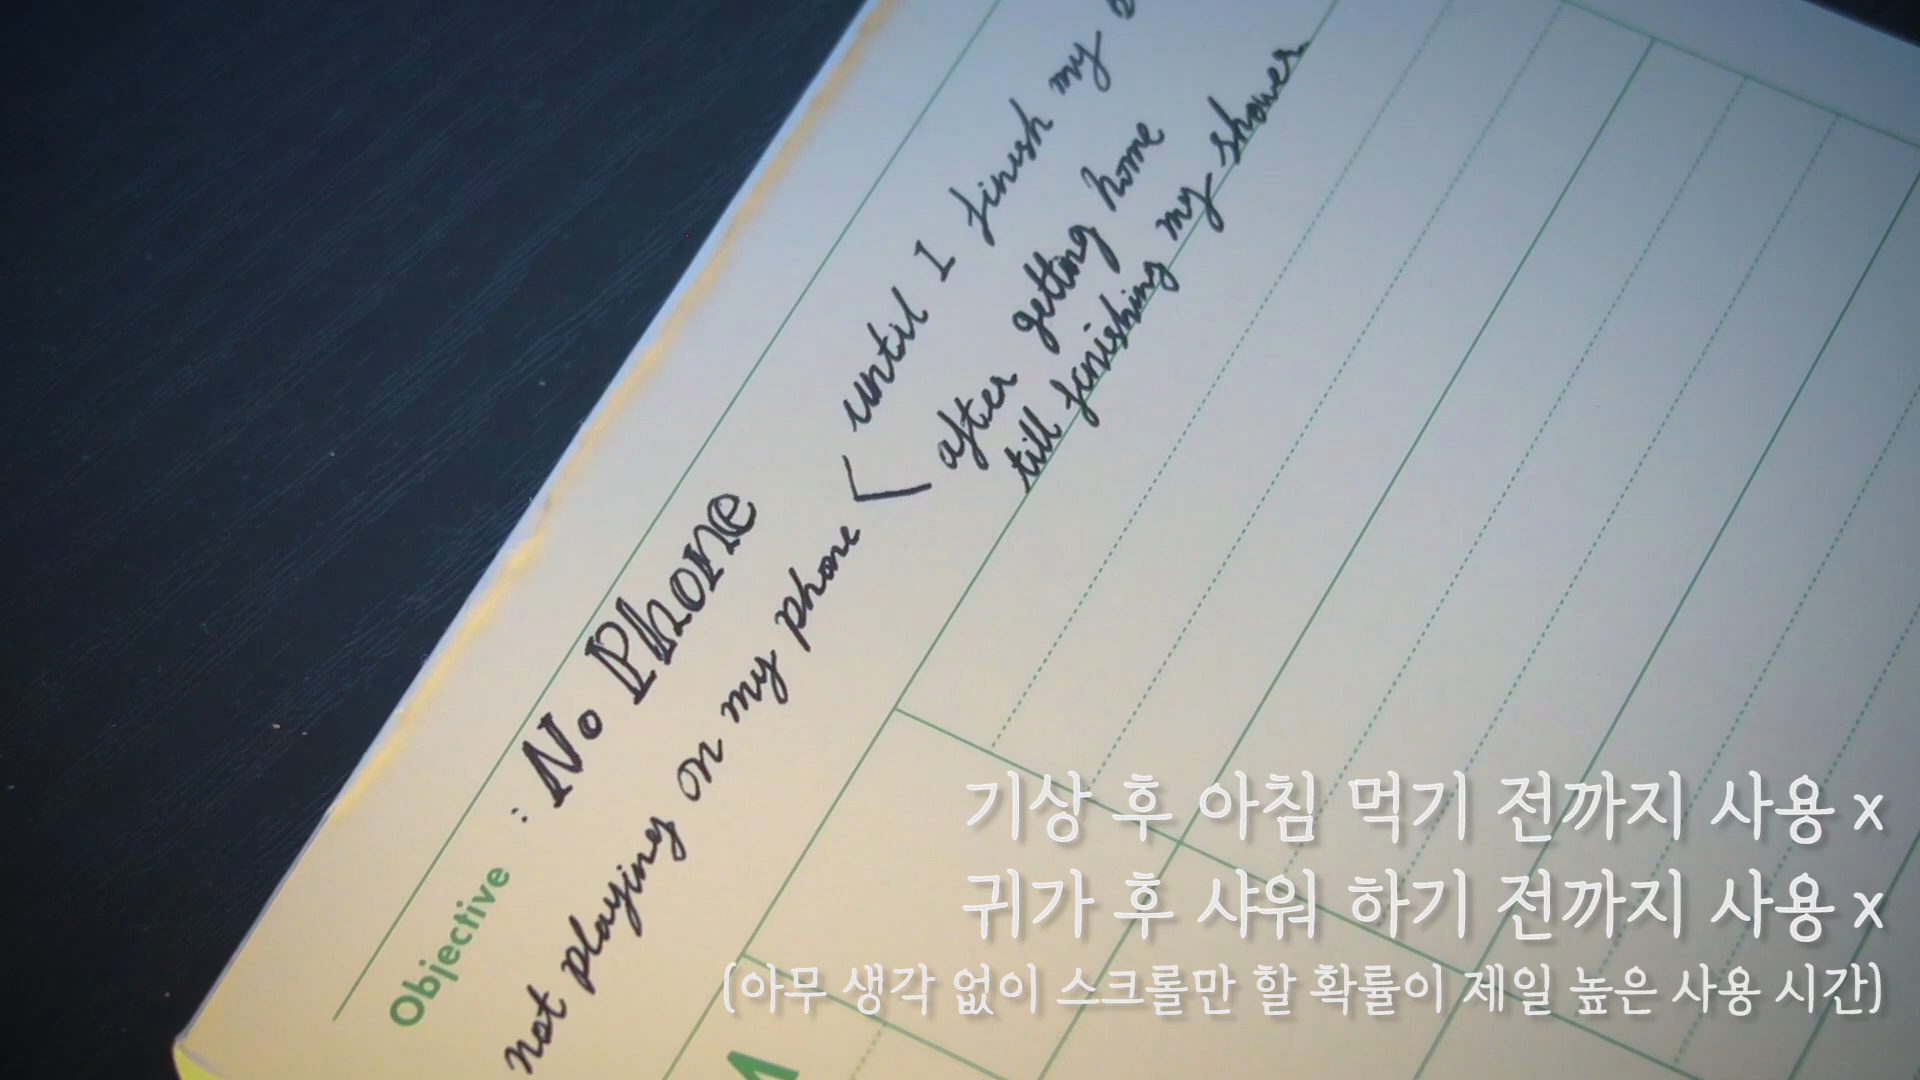 Objective : No Phone
not playing on my phone
until I finish my
after getting home
till finishing my shower.
기상 후 아침 먹기 전까지 사용 x
귀가 후 샤워 하기 전까지 사용 x
(아무 생각 없이 스크롤만 할 확률이 제일 높은 사용 시간)